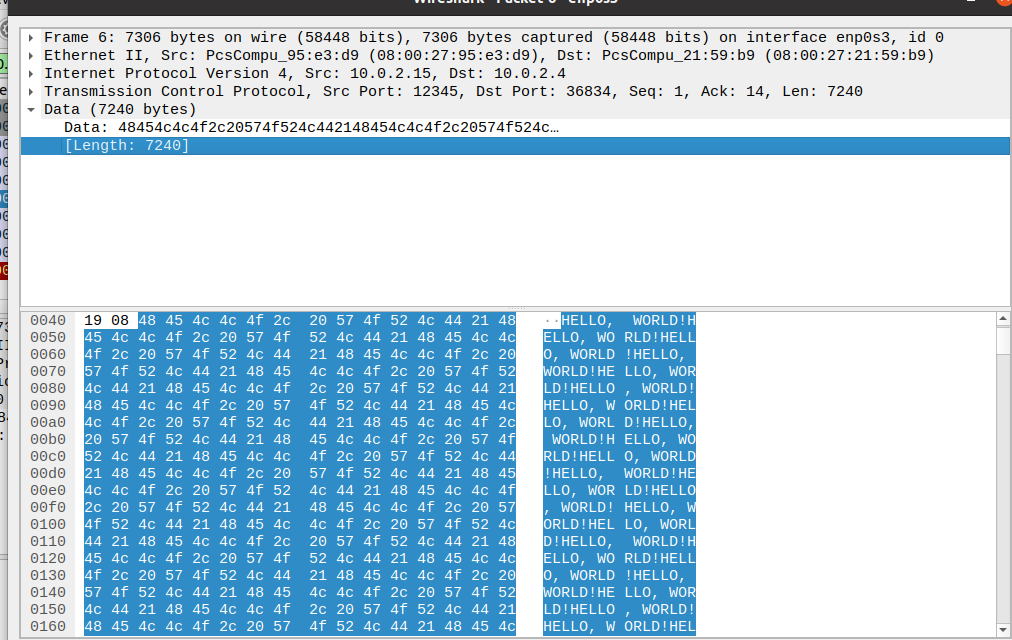 Wireshark · Packet 6 · enp0s3
Frame 6: 7306 bytes on wire (58448 bits), 7306 bytes captured (58448 bits) on interface enp0s3, id 0
Ethernet II, Src: PcsCompu_95:e3:d9 (08:00:27:95:e3:d9), Dst: PcsCompu_21:59:b9 (08:00:27:21:59:b9)
Internet Protocol Version 4, Src: 10.0.2.15, Dst: 10.0.2.4
Transmission Control Protocol, Src Port: 12345, Dst Port: 36834, Seq: 1, Ack: 14, Len: 7240
Data (7240 bytes)
Data: 48454c4c4f2c20574f524c442148454c4c4f2c20574f524c…
[Length: 7240]
0040 19 08 48 45 4c 4c 4f 2c 20 57 4f 52 4c 44 21 48 ··HELLO, WORLD!H
0050 45 4c 4c 4f 2c 20 57 4f 52 4c 44 21 48 45 4c 4c ELLO, WO RLD!HELL
0060 4f 2c 20 57 4f 52 4c 44 21 48 45 4c 4c 4f 2c 20 O, WORLD !HELLO,
0070 57 4f 52 4c 44 21 48 45 4c 4c 4f 2c 20 57 4f 52 WORLD!HE LLO, WOR
0080 4c 44 21 48 45 4c 4c 4f 2c 20 57 4f 52 4c 44 21 LD!HELLO , WORLD!
0090 48 45 4c 4c 4f 2c 20 57 4f 52 4c 44 21 48 45 4c HELLO, W ORLD!HEL
00a0 4c 4f 2c 20 57 4f 52 4c 44 21 48 45 4c 4c 4f 2c LO, WORL D!HELLO,
00b0 20 57 4f 52 4c 44 21 48 45 4c 4c 4f 2c 20 57 4f WORLD!H ELLO, WO
00c0 52 4c 44 21 48 45 4c 4c 4f 2c 20 57 4f 52 4c 44 RLD!HELL O, WORLD
00d0 21 48 45 4c 4c 4f 2c 20 57 4f 52 4c 44 21 48 45 !HELLO, WORLD!HE
00e0 4c 4c 4f 2c 20 57 4f 52 4c 44 21 48 45 4c 4c 4f LLO, WOR LD!HELLO
00f0 2c 20 57 4f 52 4c 44 21 48 45 4c 4c 4f 2c 20 57 , WORLD! HELLO, W
0100 4f 52 4c 44 21 48 45 4c 4c 4f 2c 20 57 4f 52 4c ORLD!HEL LO, WORL
0110 44 21 48 45 4c 4c 4f 2c 20 57 4f 52 4c 44 21 48 D!HELLO, WORLD!H
0120 45 4c 4c 4f 2c 20 57 4f 52 4c 44 21 48 45 4c 4c ELLO, WO RLD!HELL
0130 4f 2c 20 57 4f 52 4c 44 21 48 45 4c 4c 4f 2c 20 O, WORLD !HELLO,
0140 57 4f 52 4c 44 21 48 45 4c 4c 4f 2c 20 57 4f 52 WORLD!HE LLO, WOR
0150 4c 44 21 48 45 4c 4c 4f 2c 20 57 4f 52 4c 44 21 LD!HELLO , WORLD!
0160 48 45 4c 4c 4f 2c 20 57 4f 52 4c 44 21 48 45 4c HELLO, W ORLD!HEL